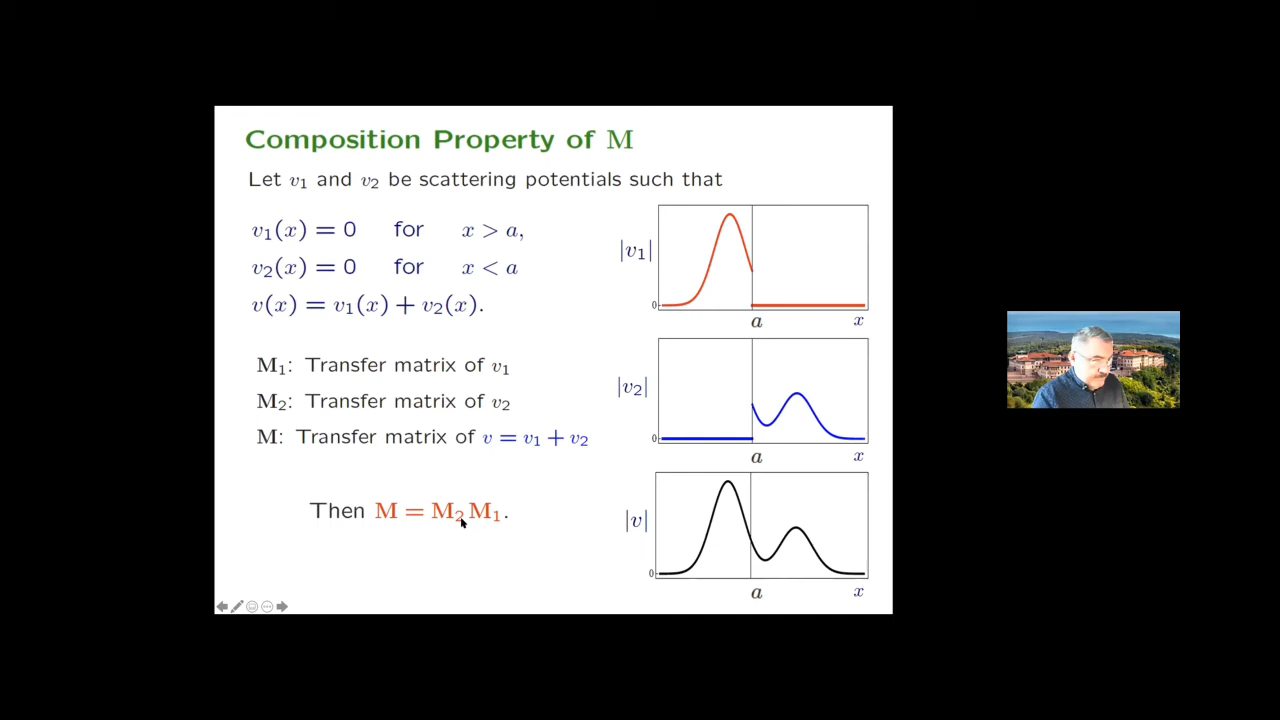 Composition Property of M
Let v₁ and v₂ be scattering potentials such that
v₁(x) = 0 for x > a,
v₂(x) = 0 for x < a
v(x) = v₁(x) + v₂(x).
M₁: Transfer matrix of v₁
M₂: Transfer matrix of v₂
M: Transfer matrix of v = v₁ + v₂
Then M = M₂M₁.
|v₁|
0
a x
|v₂|
0
a x
|v|
0
a x